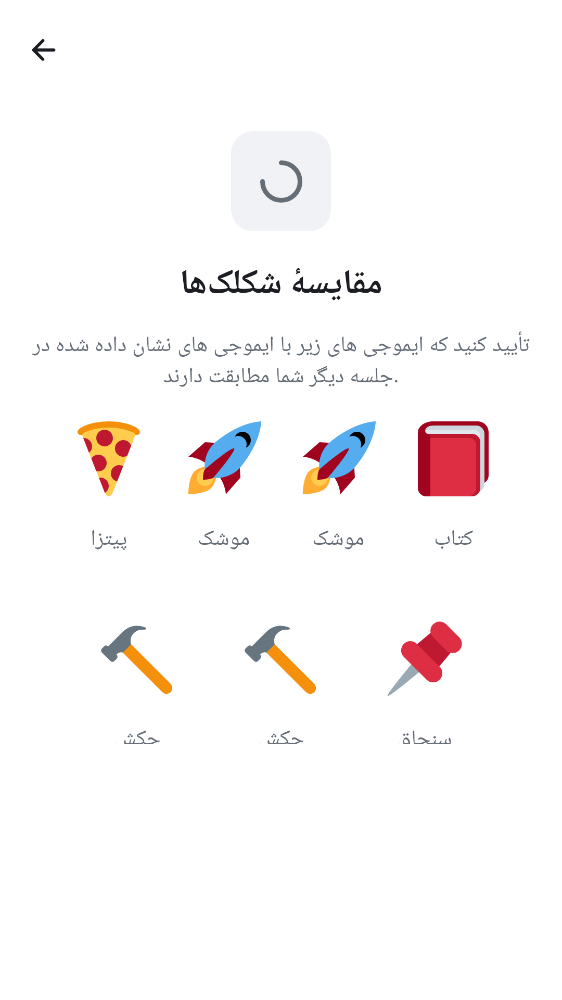 مقایسهٔ شکلک‌ها
تأیید کنید که ایموجی های زیر با ایموجی های نشان داده شده در
جلسه دیگر شما مطابقت دارند.
کتاب موشک موشک پیتزا
سنجاق چکش چکش